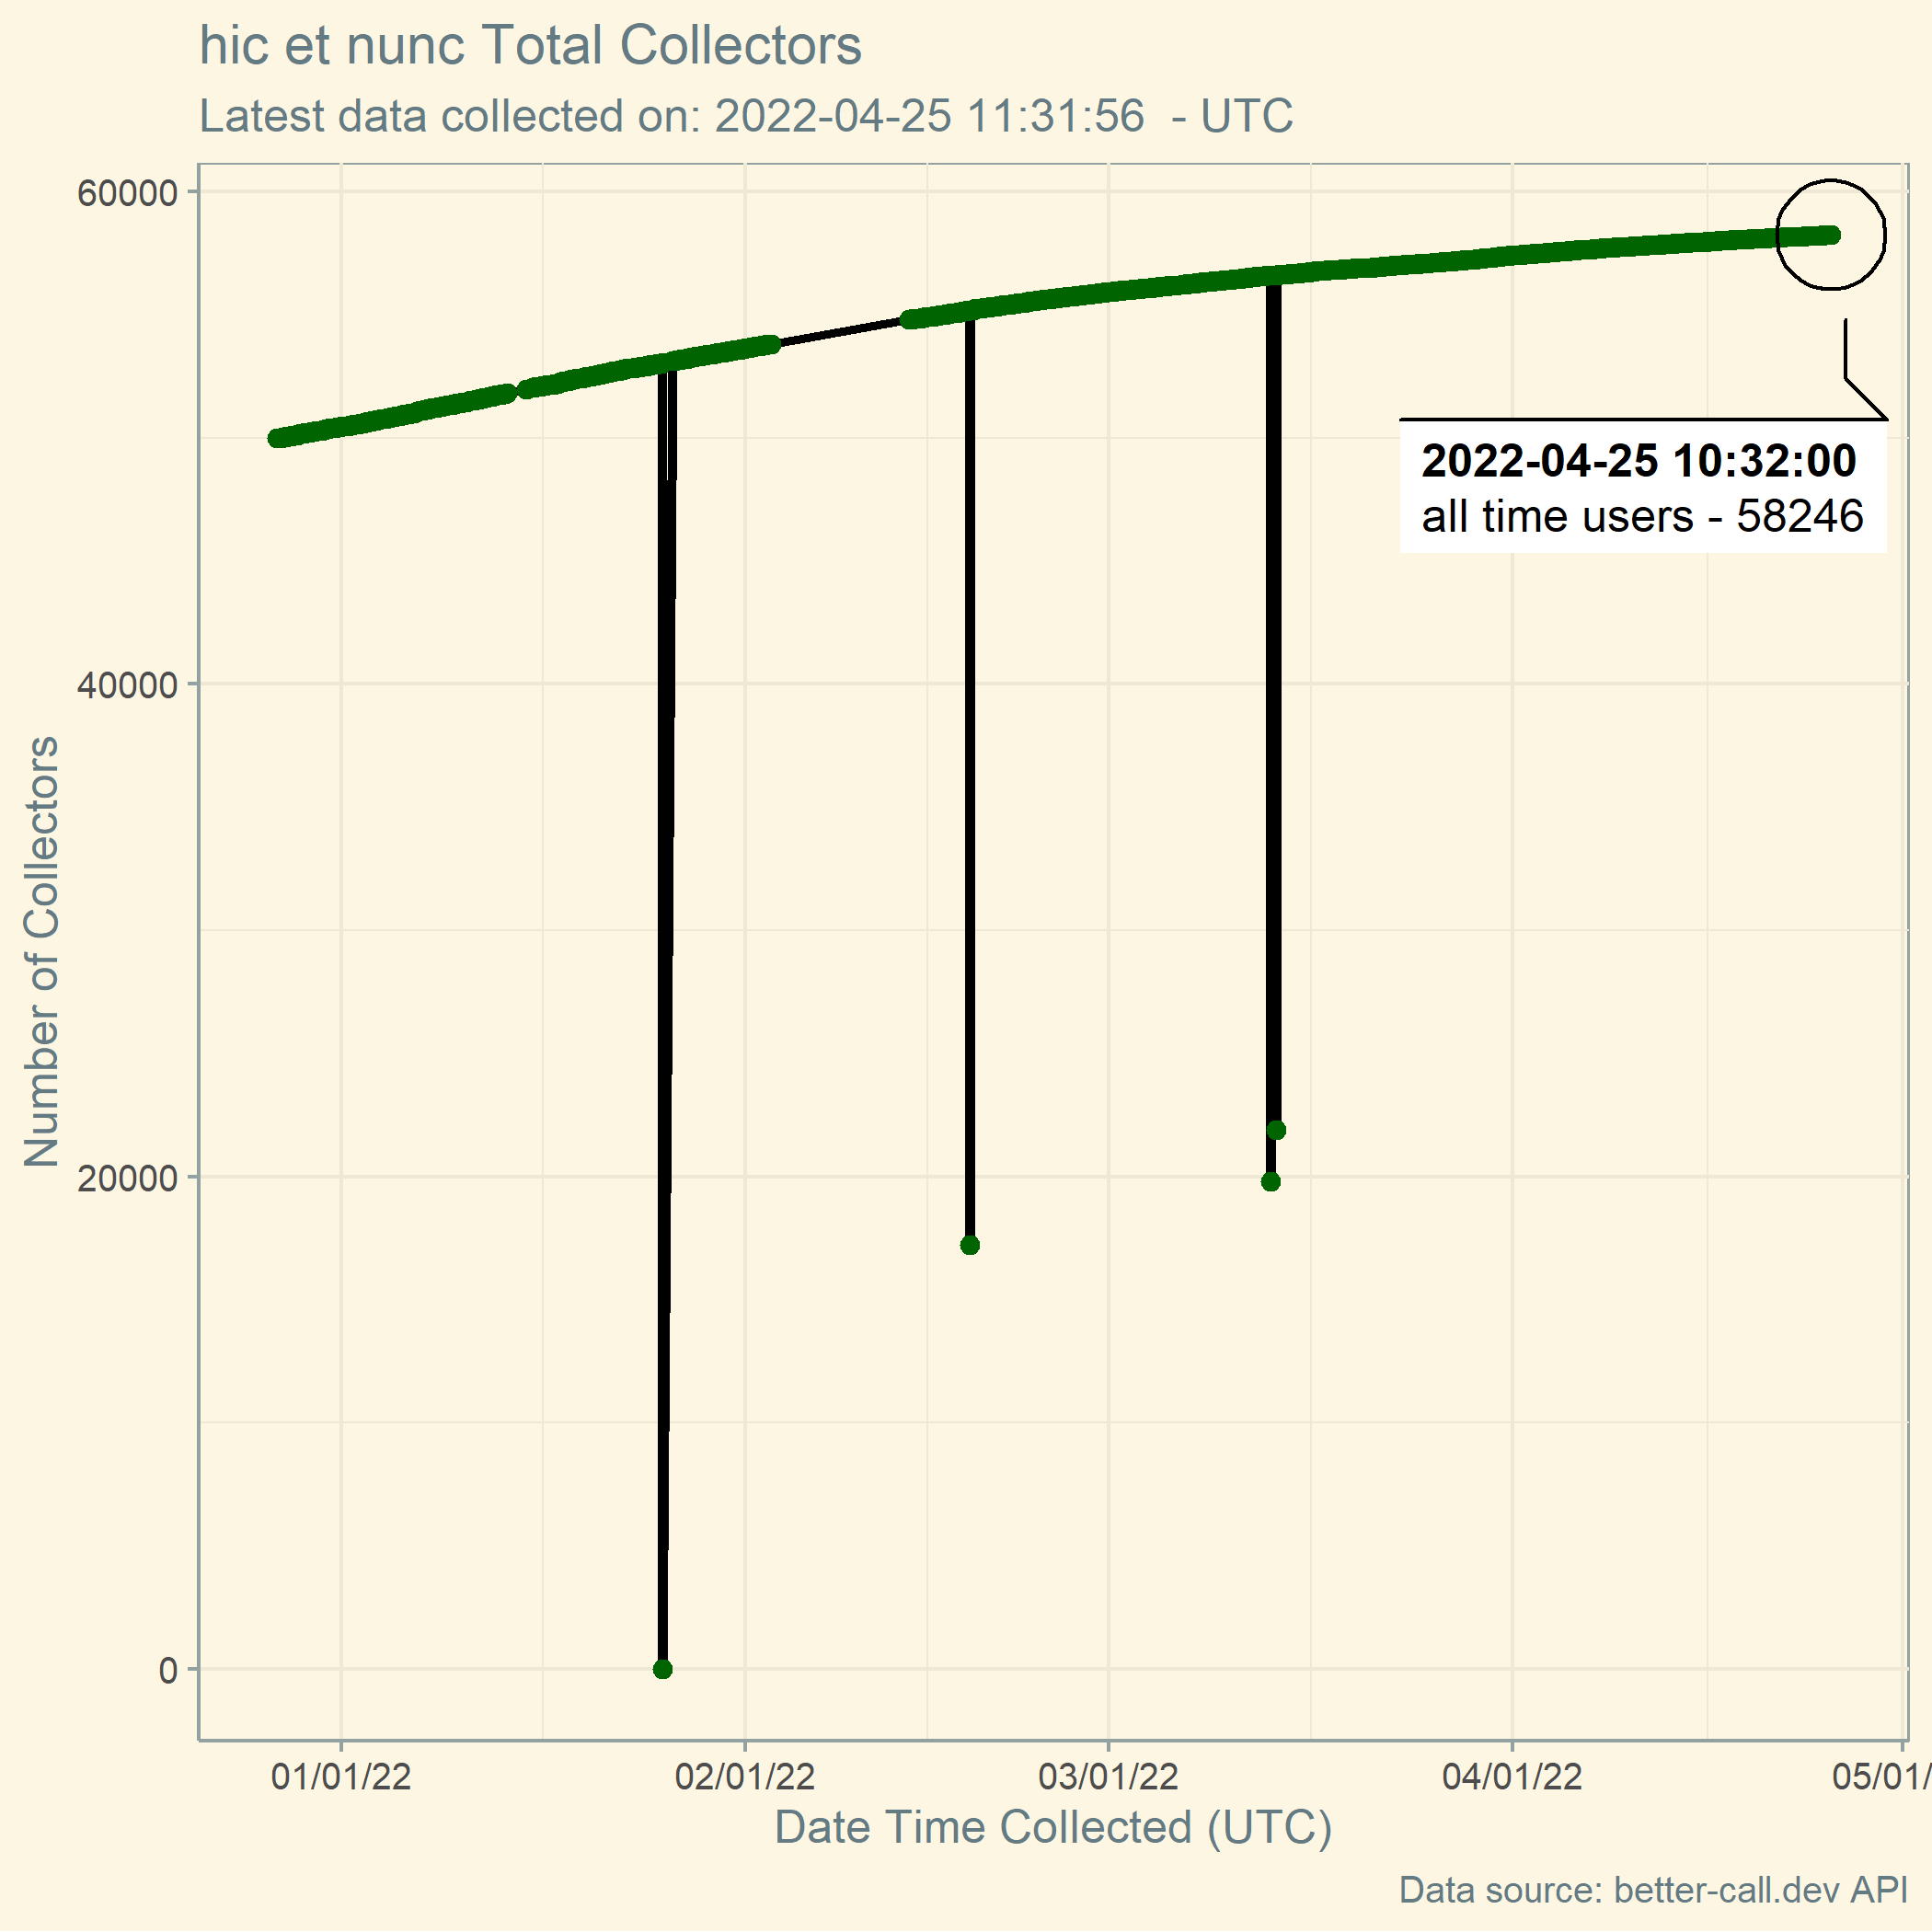 hic et nunc Total Collectors
Latest data collected on: 2022-04-25 11:31:56  - UTC
60000
40000
20000
0
Number of Collectors
2022-04-25 10:32:00
all time users - 58246
01/01/22
02/01/22
03/01/22
04/01/22
05/01/
Date Time Collected (UTC)
Data source: better-call.dev API